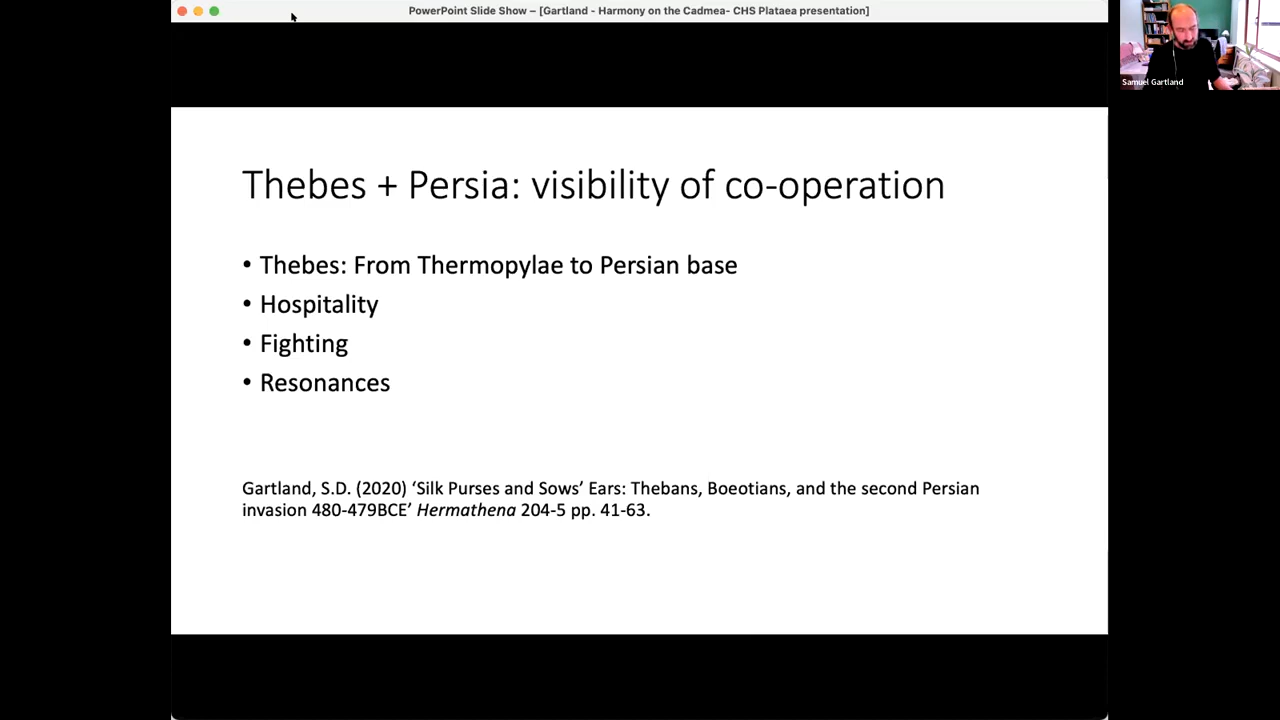 PowerPoint Slide Show – [Gartland - Harmony on the Cadmea- CHS Plataea presentation]
Samuel Gartland
Thebes + Persia: visibility of co-operation
• Thebes: From Thermopylae to Persian base
• Hospitality
• Fighting
• Resonances
Gartland, S.D. (2020) ‘Silk Purses and Sows’ Ears: Thebans, Boeotians, and the second Persian
invasion 480-479BCE’ Hermathena 204-5 pp. 41-63.